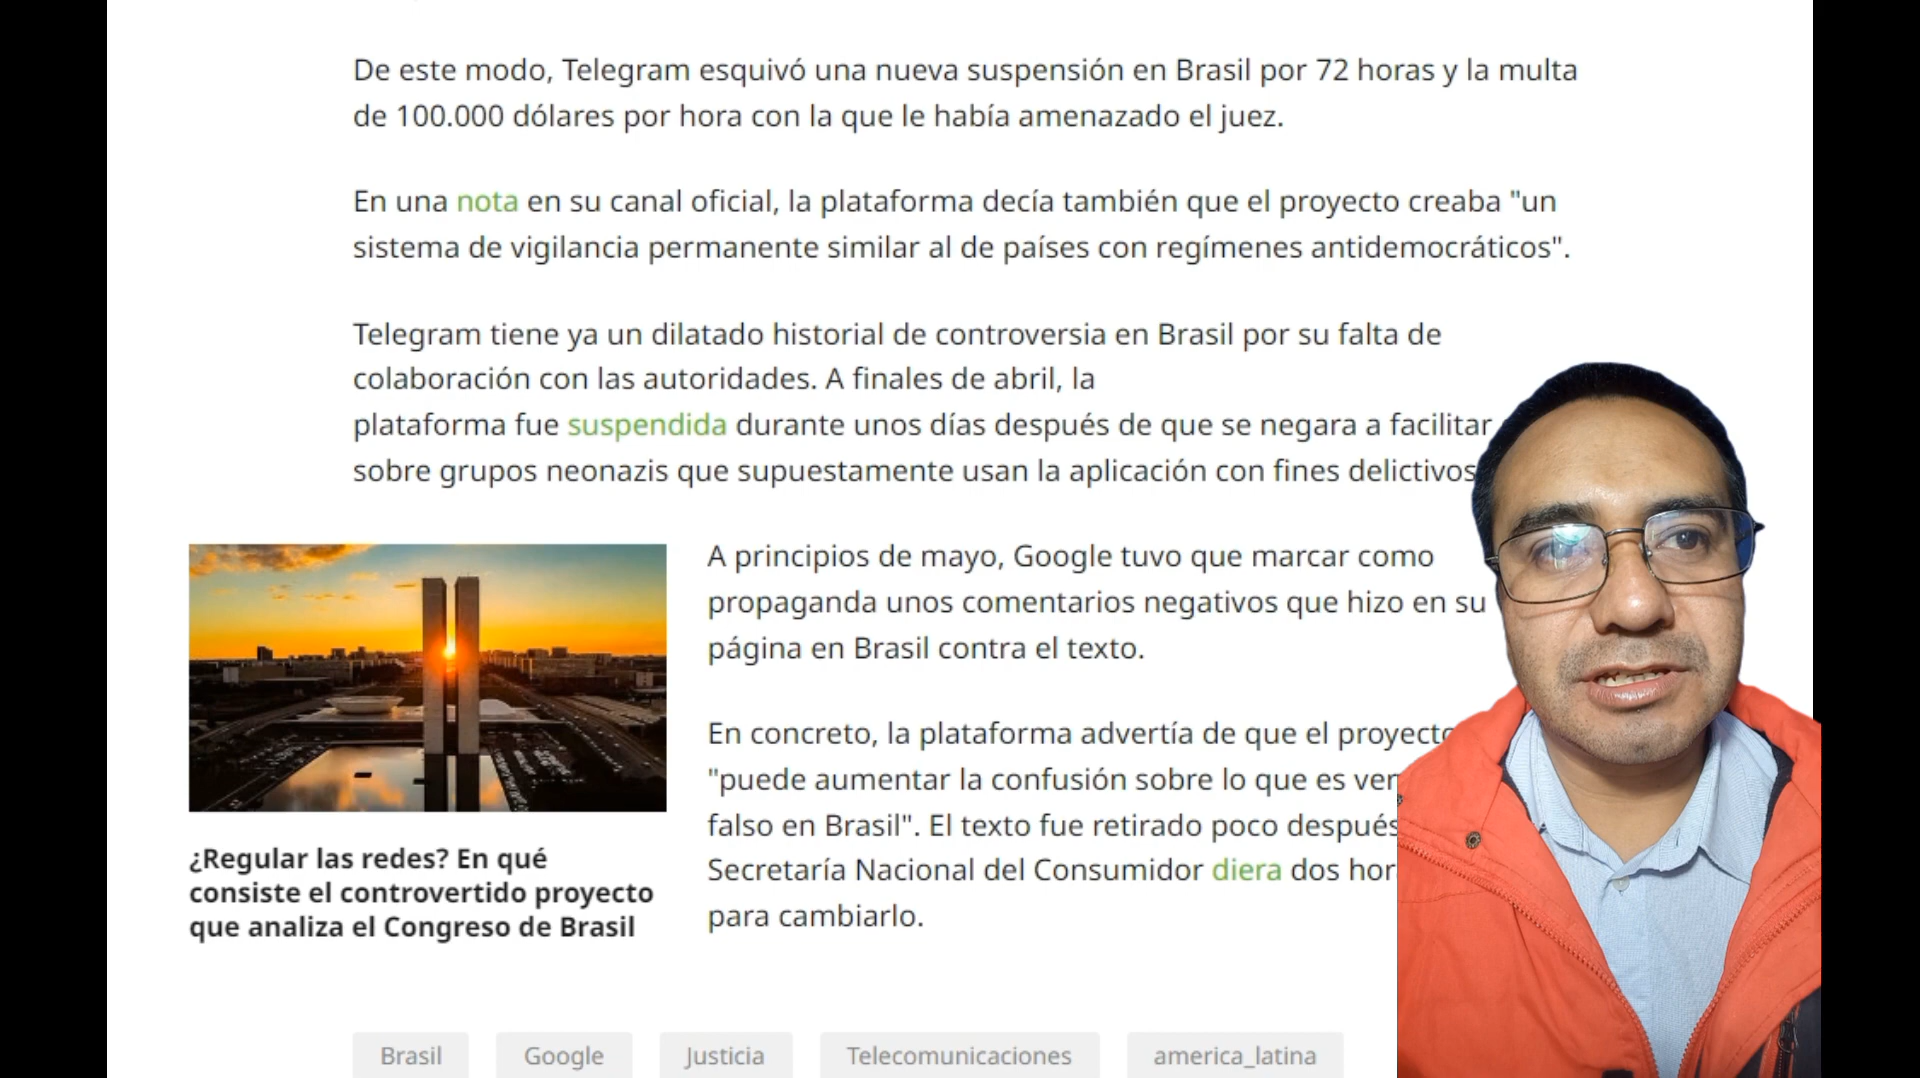 De este modo, Telegram esquivó una nueva suspensión en Brasil por 72 horas y la multa
de 100.000 dólares por hora con la que le había amenazado el juez.
En una nota en su canal oficial, la plataforma decía también que el proyecto creaba "un
sistema de vigilancia permanente similar al de países con regímenes antidemocráticos".
Telegram tiene ya un dilatado historial de controversia en Brasil por su falta de
colaboración con las autoridades. A finales de abril, la
plataforma fue suspendida durante unos días después de que se negara a facilitar
sobre grupos neonazis que supuestamente usan la aplicación con fines delictivos
A principios de mayo, Google tuvo que marcar como
propaganda unos comentarios negativos que hizo en su
página en Brasil contra el texto.
En concreto, la plataforma advertía de que el proyecto
"puede aumentar la confusión sobre lo que es
falso en Brasil". El texto fue retirado poco después
Secretaría Nacional del Consumidor diera dos
para cambiarlo.
¿Regular las redes? En qué
consiste el controvertido proyecto
que analiza el Congreso de Brasil
Brasil
Google
Justicia
Telecomunicaciones
america_latina